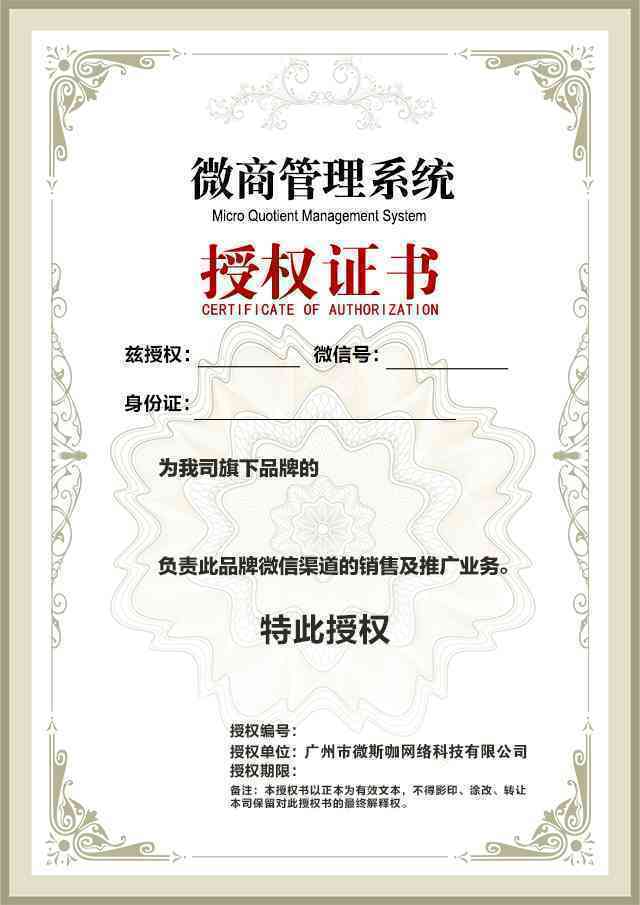 微商管理系统
Micro Quotient Management System
授权证书
CERTIFICATE OF AUTHORIZATION
兹授权： 微信号：
身份证：
为我司旗下品牌的
负责此品牌微信渠道的销售及推广业务。
特此授权
授权编号：
授权单位：广州市微斯咖网络科技有限公司
授权期限：
备注：本授权书以正本为有效文本，不得影印、涂改、转让
本司保留对此授权书的最终解释权。